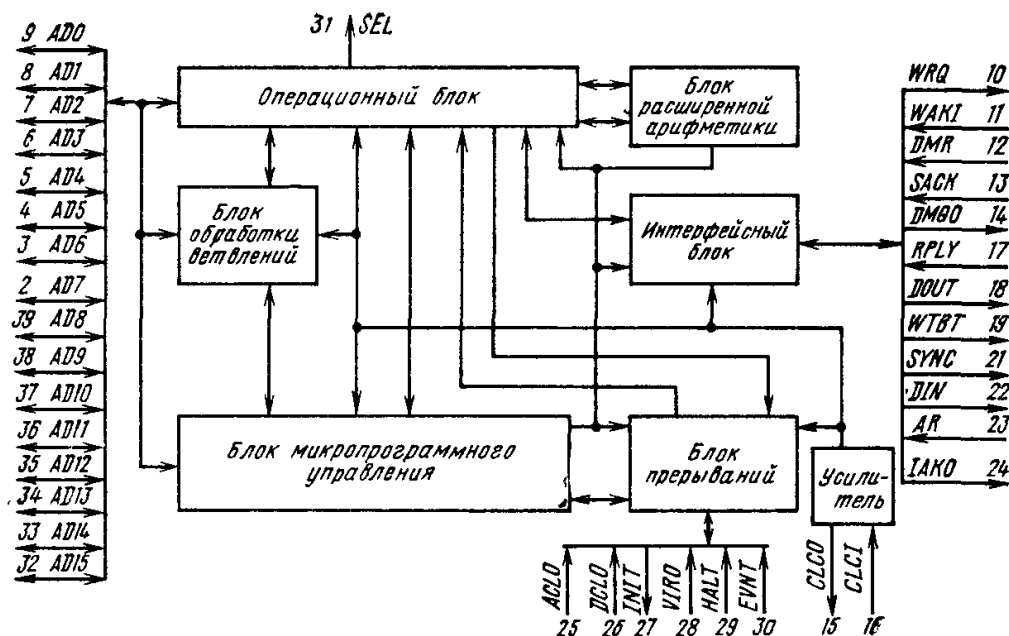 31 SEL
9 AD0
8 AD1
7 AD2
6 AD3
5 AD4
4 AD5
3 AD6
2 AD7
39 AD8
38 AD9
37 AD10
36 AD11
35 AD12
34 AD13
33 AD14
32 AD15
Операционный блок
Блок
расширенной
арифметики
Блок
обработки
ветвлений
Интерфейсный
блок
Блок микропрограммного
управления
Блок
прерываний
Усили-
тель
WRQ 10
WAKI 11
DMR 12
SACK 13
DMGO 14
RPLY 17
DOUT 18
WTBT 19
SYNC 21
DIN 22
AR 23
IAKO 24
ACLO
DCLO
INIT
VIRO
HALT
EVNT
CLCO
CLCI
25 26 27 28 29 30 15 16